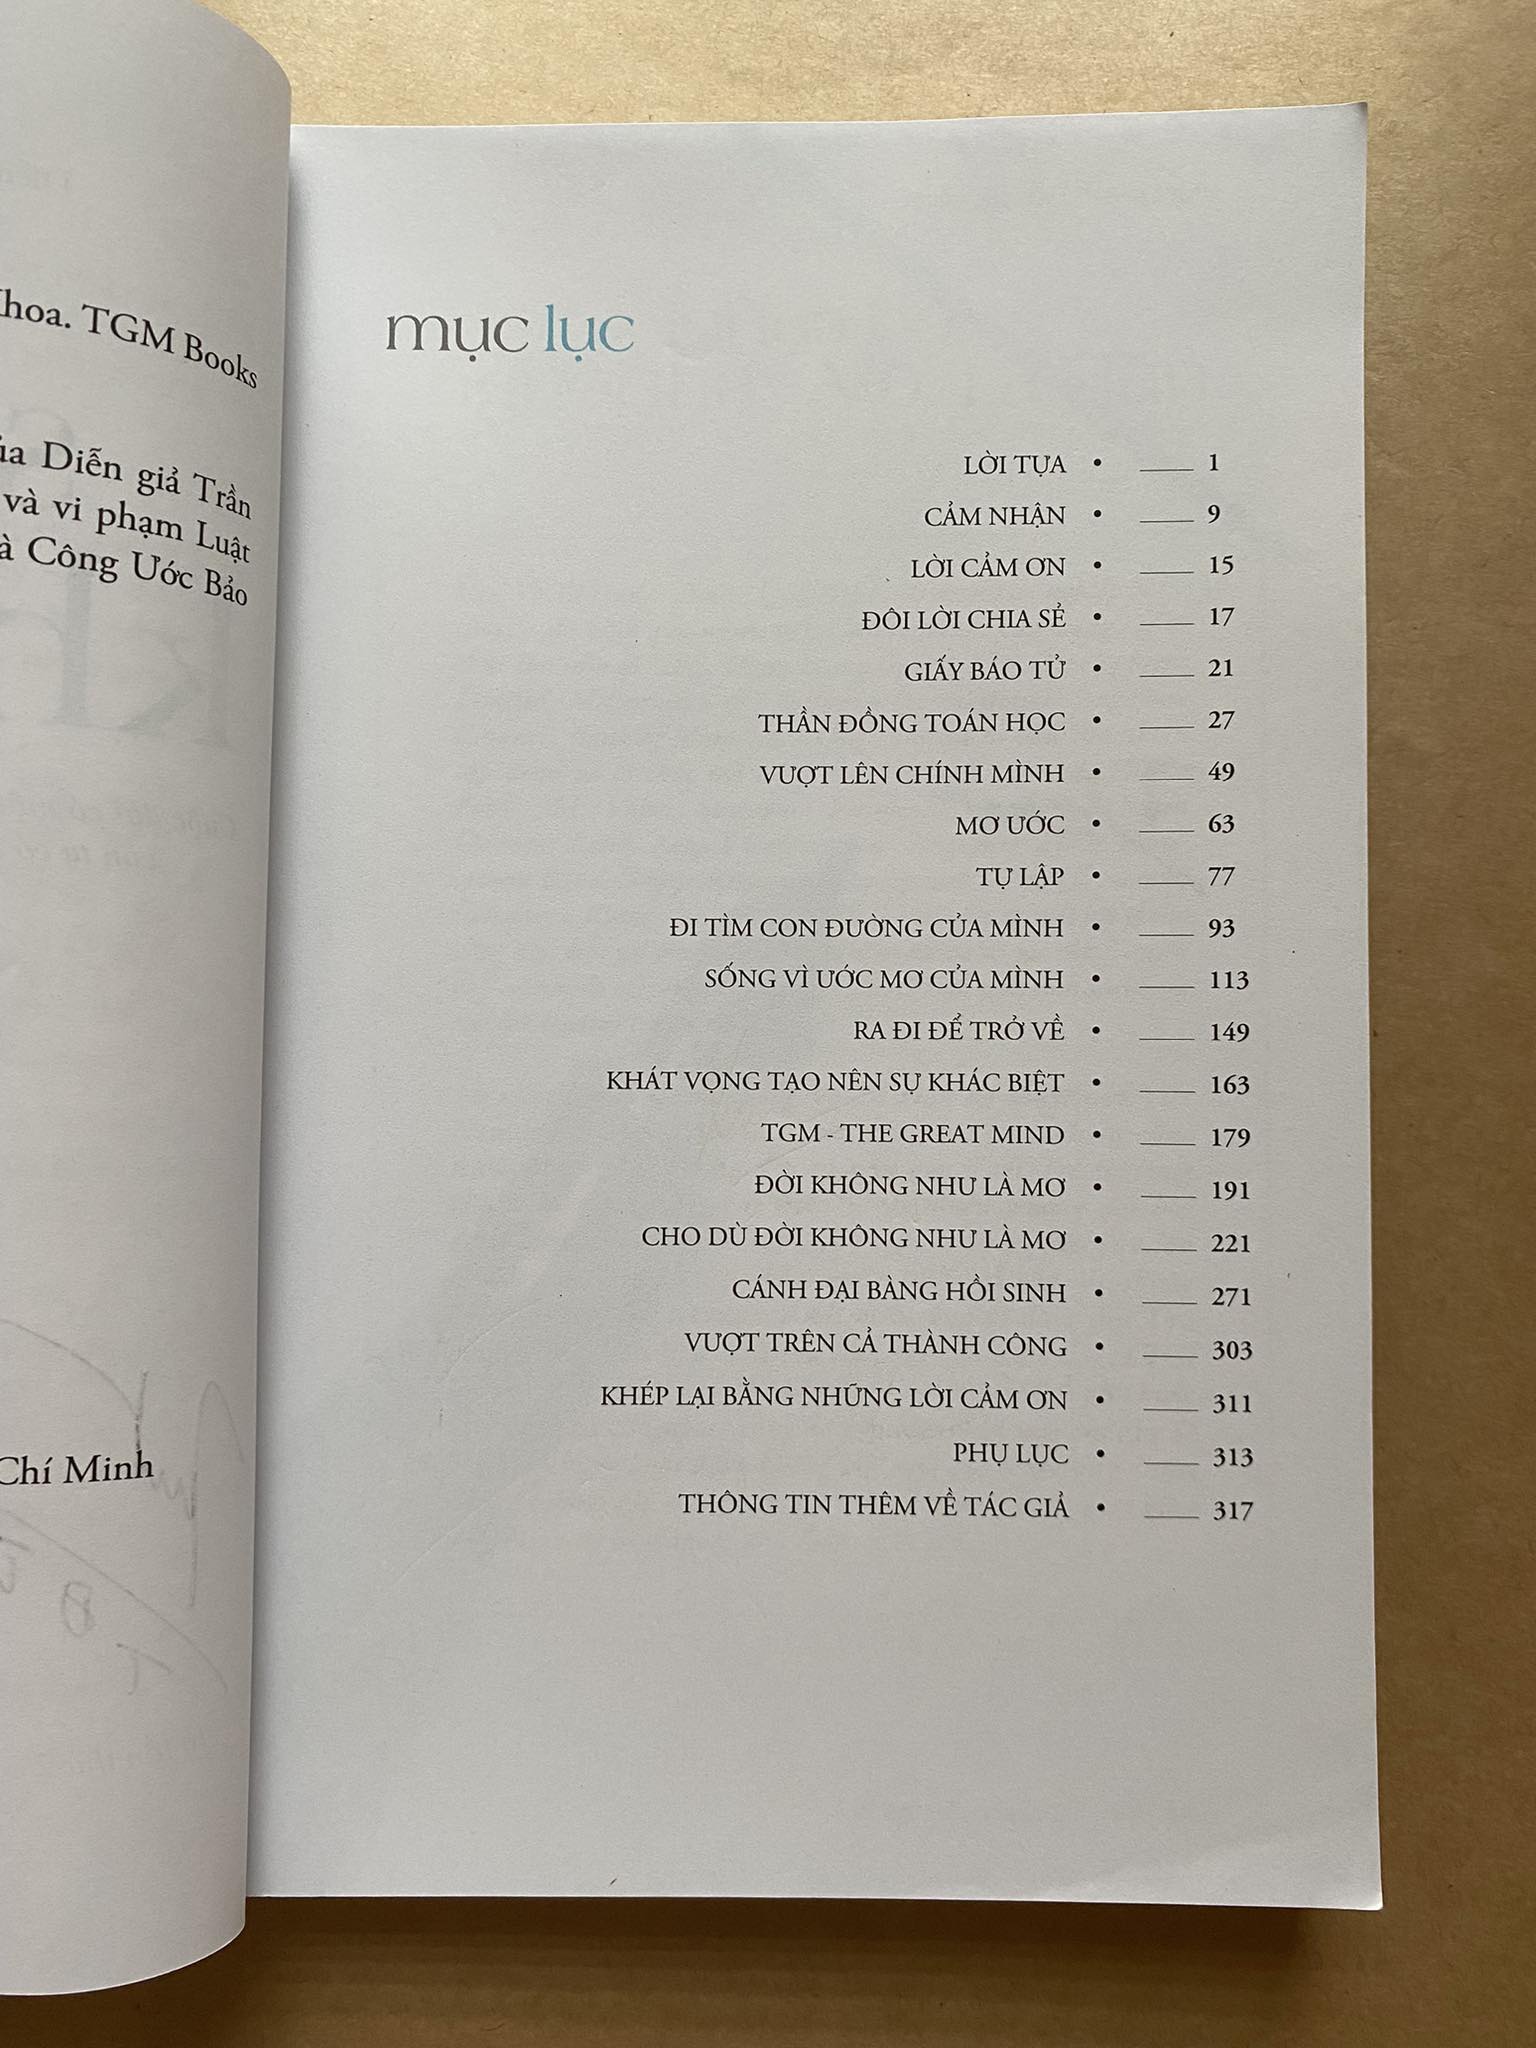 Khoa. TGM Books
của Diễn giả Trần
và vi phạm Luật
và Công Ước Bảo
Chí Minh
mục lục
LỜI TỰA • 1
CẢM NHẬN • 9
LỜI CẢM ƠN • 15
ĐÔI LỜI CHIA SẺ • 17
GIẤY BÁO TỬ • 21
THẦN ĐỒNG TOÁN HỌC • 27
VƯỢT LÊN CHÍNH MÌNH • 49
MƠ ƯỚC • 63
TỰ LẬP • 77
ĐI TÌM CON ĐƯỜNG CỦA MÌNH • 93
SỐNG VÌ ƯỚC MƠ CỦA MÌNH • 113
RA ĐI ĐỂ TRỞ VỀ • 149
KHÁT VỌNG TẠO NÊN SỰ KHÁC BIỆT • 163
TGM - THE GREAT MIND • 179
ĐỜI KHÔNG NHƯ LÀ MƠ • 191
CHO DÙ ĐỜI KHÔNG NHƯ LÀ MƠ • 221
CÁNH ĐẠI BÀNG HỒI SINH • 271
VƯỢT TRÊN CẢ THÀNH CÔNG • 303
KHÉP LẠI BẰNG NHỮNG LỜI CẢM ƠN • 311
PHỤ LỤC • 313
THÔNG TIN THÊM VỀ TÁC GIẢ • 317